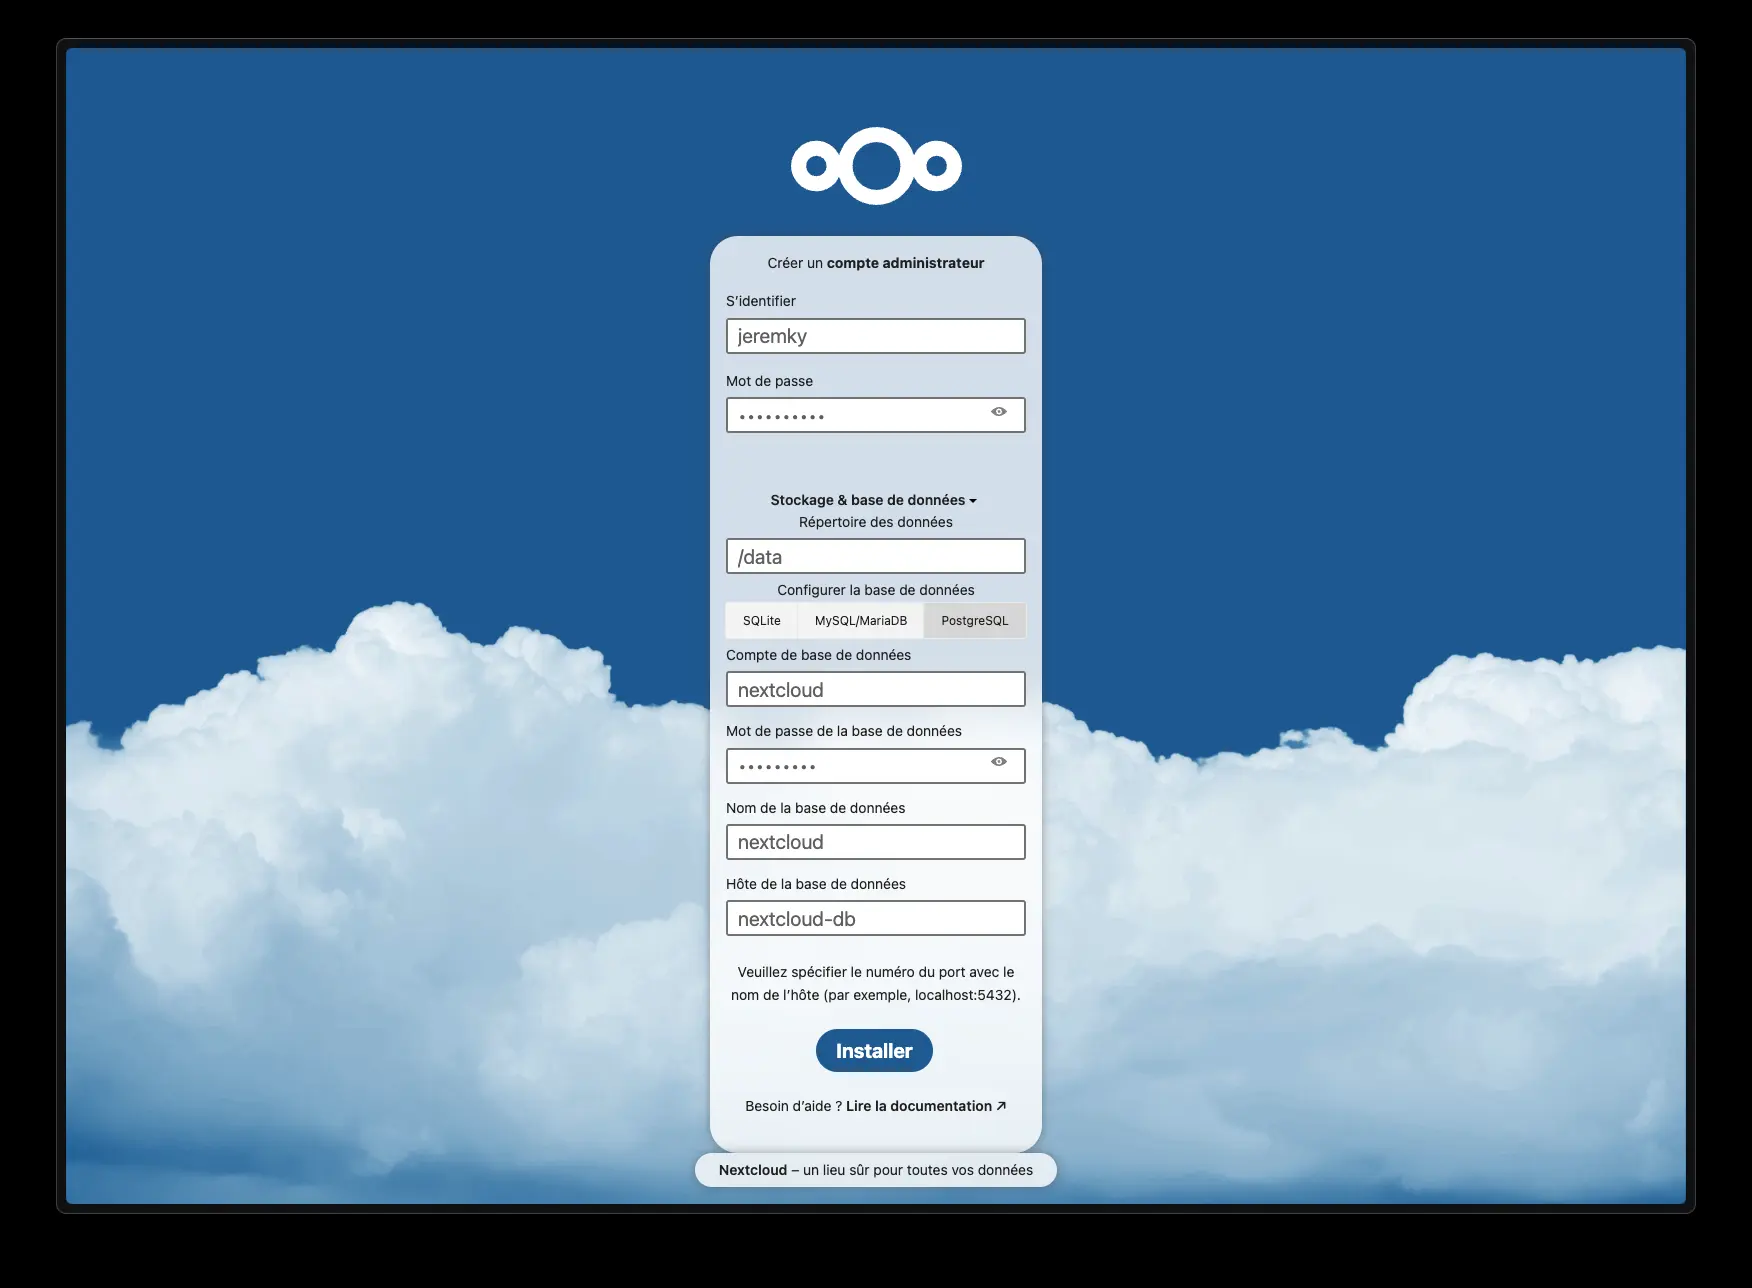 Créer un compte administrateur
S’identifier
jeremky
Mot de passe
••••••••••
Stockage & base de données
Répertoire des données
/data
Configurer la base de données
SQLite MySQL/MariaDB PostgreSQL
Compte de base de données
nextcloud
Mot de passe de la base de données
•••••••••
Nom de la base de données
nextcloud
Hôte de la base de données
nextcloud-db
Veuillez spécifier le numéro du port avec le
nom de l’hôte (par exemple, localhost:5432).
Installer
Besoin d’aide ? Lire la documentation ↗
Nextcloud – un lieu sûr pour toutes vos données